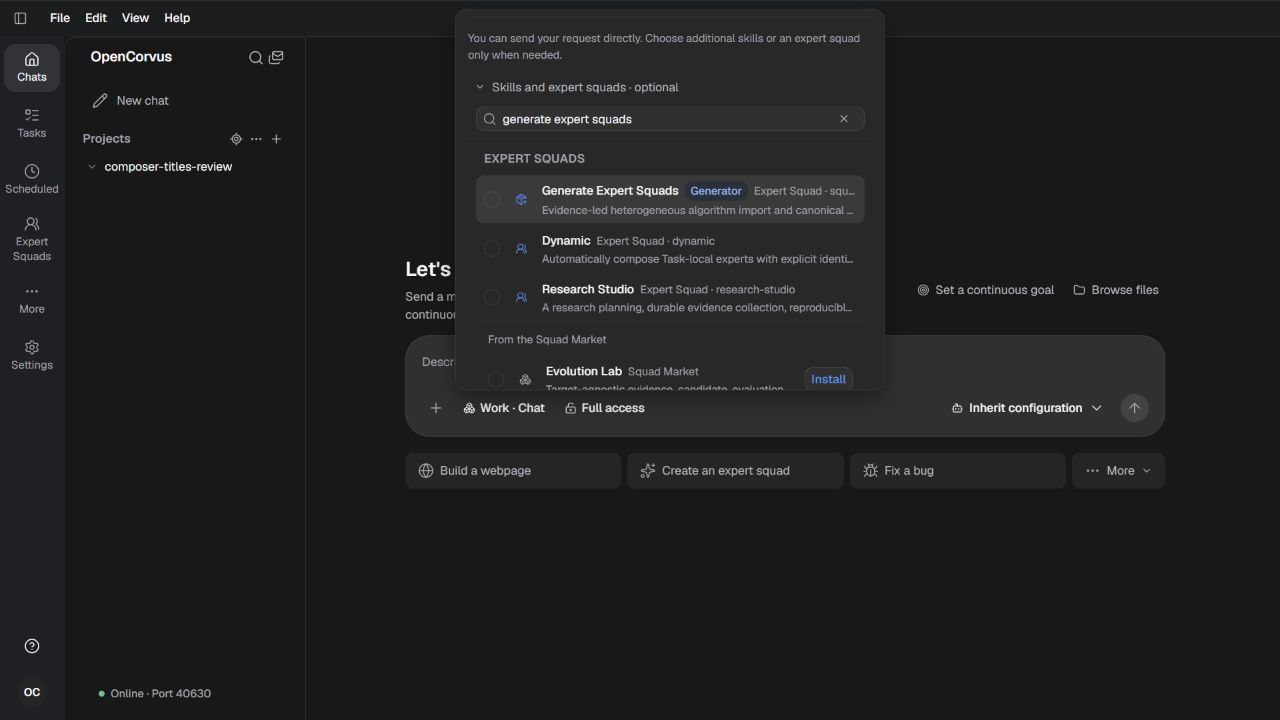 File Edit View Help
Chats
Tasks
Scheduled
Expert
Squads
More
Settings
OC
OpenCorvus
New chat
Projects
composer-titles-review
Online · Port 40630
You can send your request directly. Choose additional skills or an expert squad
only when needed.
Skills and expert squads · optional
generate expert squads
EXPERT SQUADS
Generate Expert Squads Generator Expert Squad · squ...
Evidence-led heterogeneous algorithm import and canonical ...
Dynamic Expert Squad · dynamic
Automatically compose Task-local experts with explicit identi...
Research Studio Expert Squad · research-studio
A research planning, durable evidence collection, reproducibl...
From the Squad Market
Evolution Lab Squad Market
Install
Target-agnostic evidence, candidate, evaluation
Let's
Send a m
continuou
Set a continuous goal Browse files
Descr
Work · Chat Full access Inherit configuration
Build a webpage Create an expert squad Fix a bug More